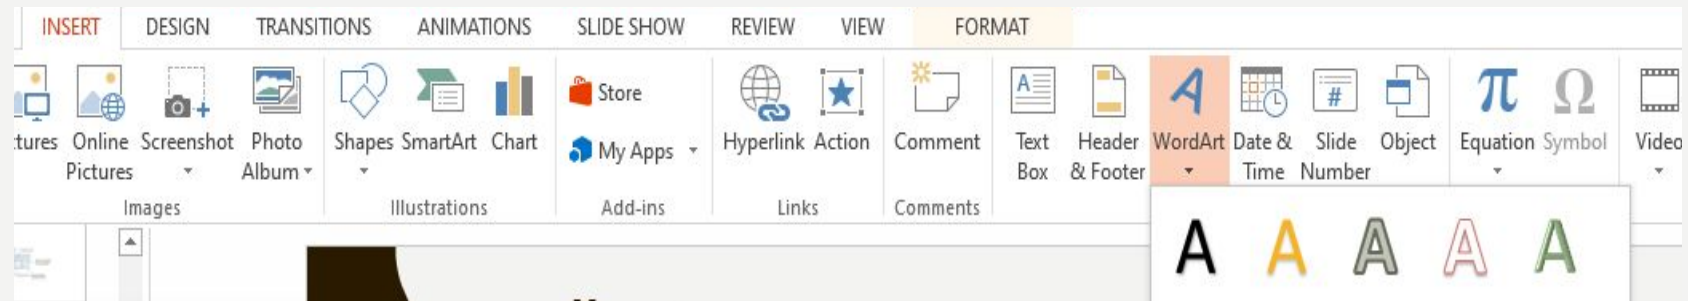 INSERT DESIGN TRANSITIONS ANIMATIONS SLIDE SHOW REVIEW VIEW FORMAT
Store
My Apps
tures Online Screenshot Photo Shapes SmartArt Chart Hyperlink Action Comment Text Header WordArt Date & Slide Object Equation Symbol Video
Pictures Album Box & Footer Time Number
Images Illustrations Add-ins Links Comments
A A A A A